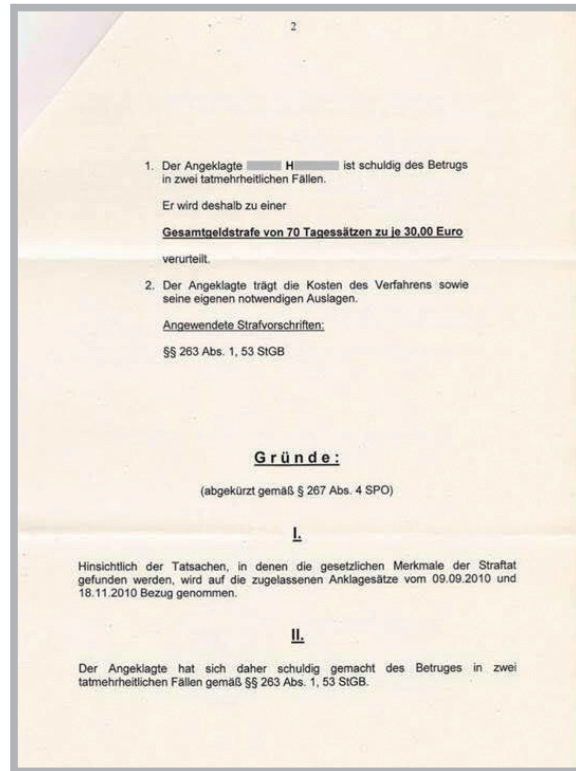 2
1. Der Angeklagte H ist schuldig des Betrugs
in zwei tatmehrheitlichen Fällen.
Er wird deshalb zu einer
Gesamtgeldstrafe von 70 Tagessätzen zu je 30,00 Euro
verurteilt.
2. Der Angeklagte trägt die Kosten des Verfahrens sowie
seine eigenen notwendigen Auslagen.
Angewendete Strafvorschriften:
§§ 263 Abs. 1, 53 StGB
Gründe:
(abgekürzt gemäß § 267 Abs. 4 SPO)
I.
Hinsichtlich der Tatsachen, in denen die gesetzlichen Merkmale der Straftat
gefunden werden, wird auf die zugelassenen Anklagesätze vom 09.09.2010 und
18.11.2010 Bezug genommen.
II.
Der Angeklagte hat sich daher schuldig gemacht des Betruges in zwei
tatmehrheitlichen Fällen gemäß §§ 263 Abs. 1, 53 StGB.